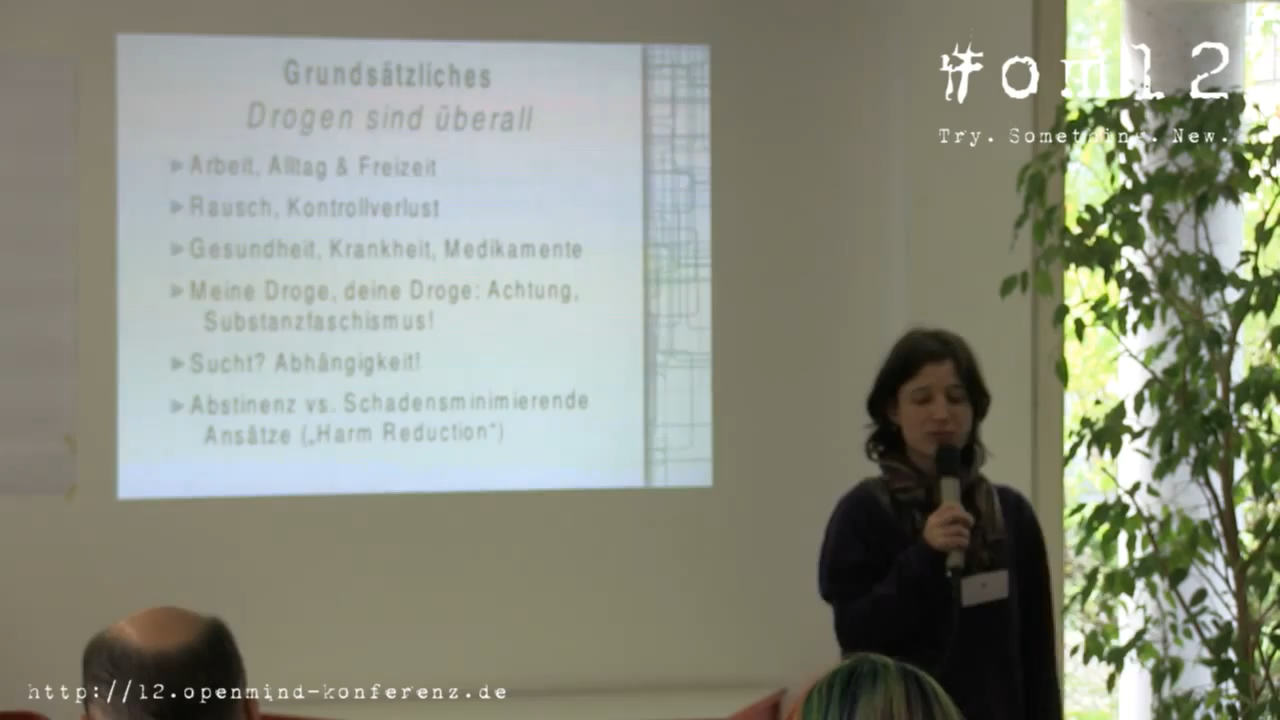 Grundsätzliches
Drogen sind überall
Arbeit, Alltag & Freizeit
Rausch, Kontrollverlust
Gesundheit, Krankheit, Medikamente
Meine Droge, deine Droge: Achtung,
Substanzfaschismus!
Sucht? Abhängigkeit!
Abstinenz vs. Schadensminimierende
Ansätze („Harm Reduction“)
#om12
Try. Something. New.
http://12.openmind-konferenz.de